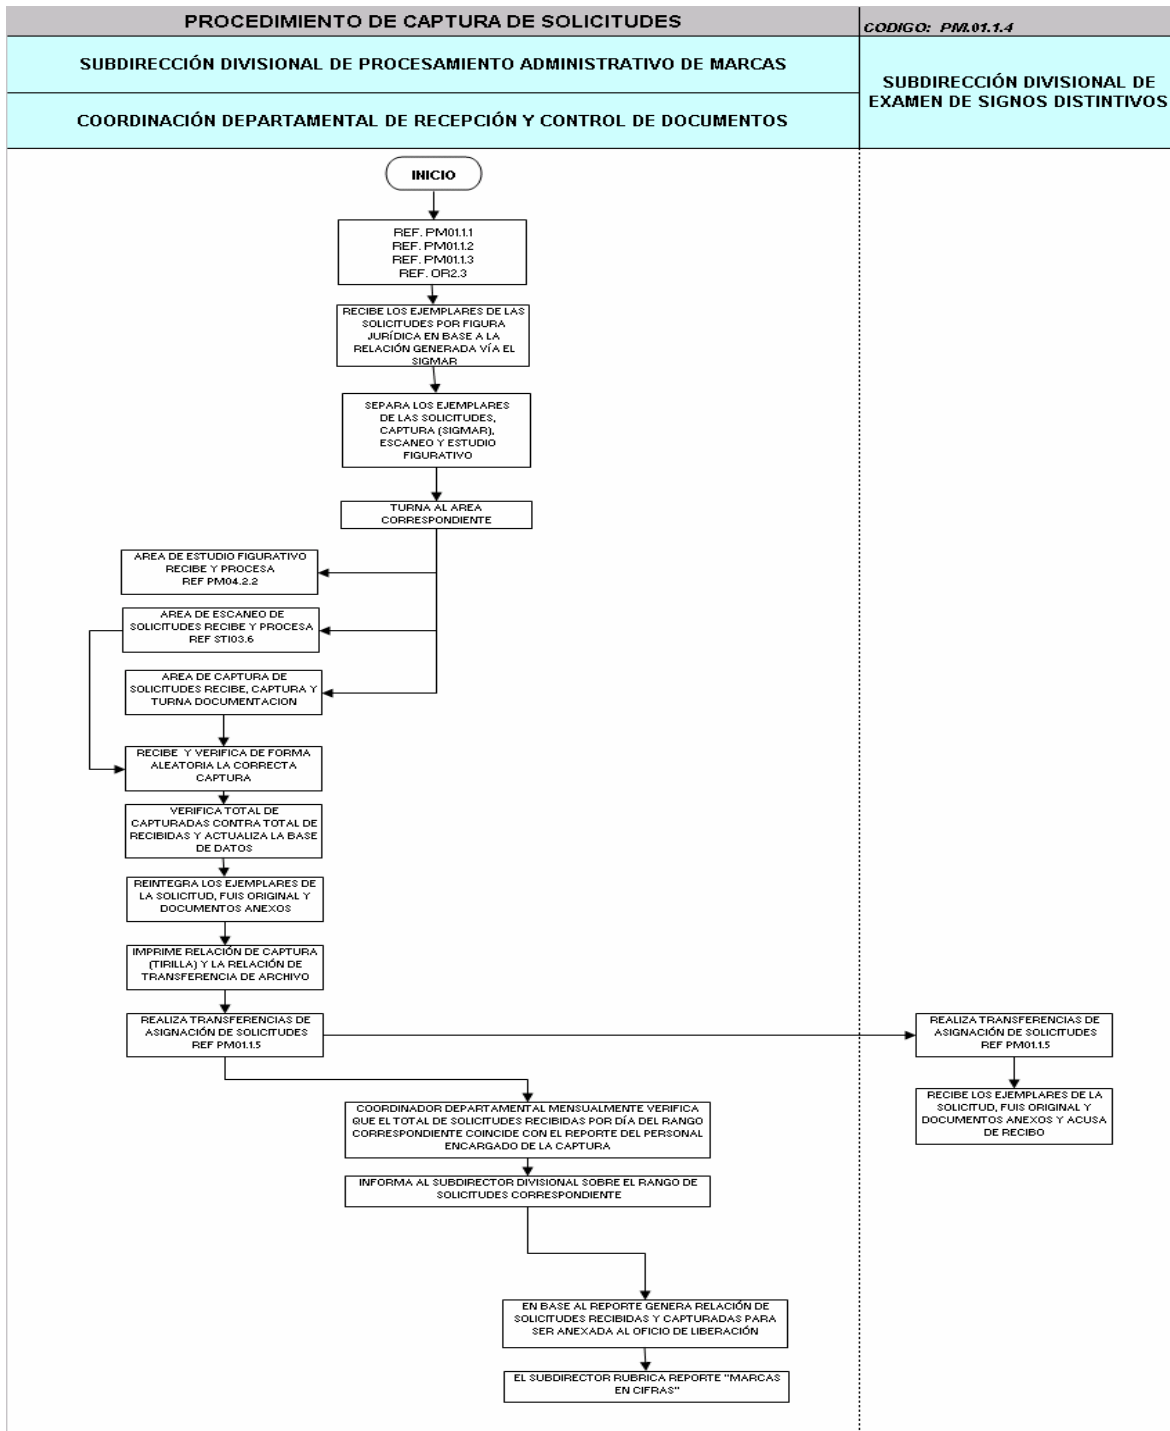 PROCEDIMIENTO DE CAPTURA DE SOLICITUDES
CODIGO: PM.01.1.4
SUBDIRECCIÓN DIVISIONAL DE PROCESAMIENTO ADMINISTRATIVO DE MARCAS
SUBDIRECCIÓN DIVISIONAL DE
EXAMEN DE SIGNOS DISTINTIVOS
COORDINACIÓN DEPARTAMENTAL DE RECEPCIÓN Y CONTROL DE DOCUMENTOS
INICIO
REF. PM01.1.1
REF. PM01.1.2
REF. PM01.1.3
REF. OR2.3
RECIBE LOS EJEMPLARES DE LAS
SOLICITUDES POR FIGURA
JURÍDICA EN BASE A LA
RELACIÓN GENERADA VÍA EL
SIGMAR
SEPARA LOS EJEMPLARES
DE LAS SOLICITUDES,
CAPTURA (SIGMAR),
ESCANEO Y ESTUDIO
FIGURATIVO
TURNA AL AREA
CORRESPONDIENTE
AREA DE ESTUDIO FIGURATIVO
RECIBE Y PROCESA
REF PM04.2.2
AREA DE ESCANEO DE
SOLICITUDES RECIBE Y PROCESA
REF STI03.6
AREA DE CAPTURA DE
SOLICITUDES RECIBE, CAPTURA Y
TURNA DOCUMENTACION
RECIBE Y VERIFICA DE FORMA
ALEATORIA LA CORRECTA
CAPTURA
VERIFICA TOTAL DE
CAPTURADAS CONTRA TOTAL DE
RECIBIDAS Y ACTUALIZA LA BASE
DE DATOS
REINTEGRA LOS EJEMPLARES DE
LA SOLICITUD, FUIS ORIGINAL Y
DOCUMENTOS ANEXOS
IMPRIME RELACIÓN DE CAPTURA
(TIRILLA) Y LA RELACIÓN DE
TRANSFERENCIA DE ARCHIVO
REALIZA TRANSFERENCIAS DE
ASIGNACIÓN DE SOLICITUDES
REF PM01.1.5
REALIZA TRANSFERENCIAS DE
ASIGNACIÓN DE SOLICITUDES
REF PM01.1.5
RECIBE LOS EJEMPLARES DE LA
SOLICITUD, FUIS ORIGINAL Y
DOCUMENTOS ANEXOS Y ACUSA
DE RECIBO
COORDINADOR DEPARTAMENTAL MENSUALMENTE VERIFICA
QUE EL TOTAL DE SOLICITUDES RECIBIDAS POR DÍA DEL RANGO
CORRESPONDIENTE COINCIDE CON EL REPORTE DEL PERSONAL
ENCARGADO DE LA CAPTURA
INFORMA AL SUBDIRECTOR DIVISIONAL SOBRE EL RANGO DE
SOLICITUDES CORRESPONDIENTE
EN BASE AL REPORTE GENERA RELACIÓN DE
SOLICITUDES RECIBIDAS Y CAPTURADAS PARA
SER ANEXADA AL OFICIO DE LIBERACIÓN
EL SUBDIRECTOR RUBRICA REPORTE "MARCAS
EN CIFRAS"